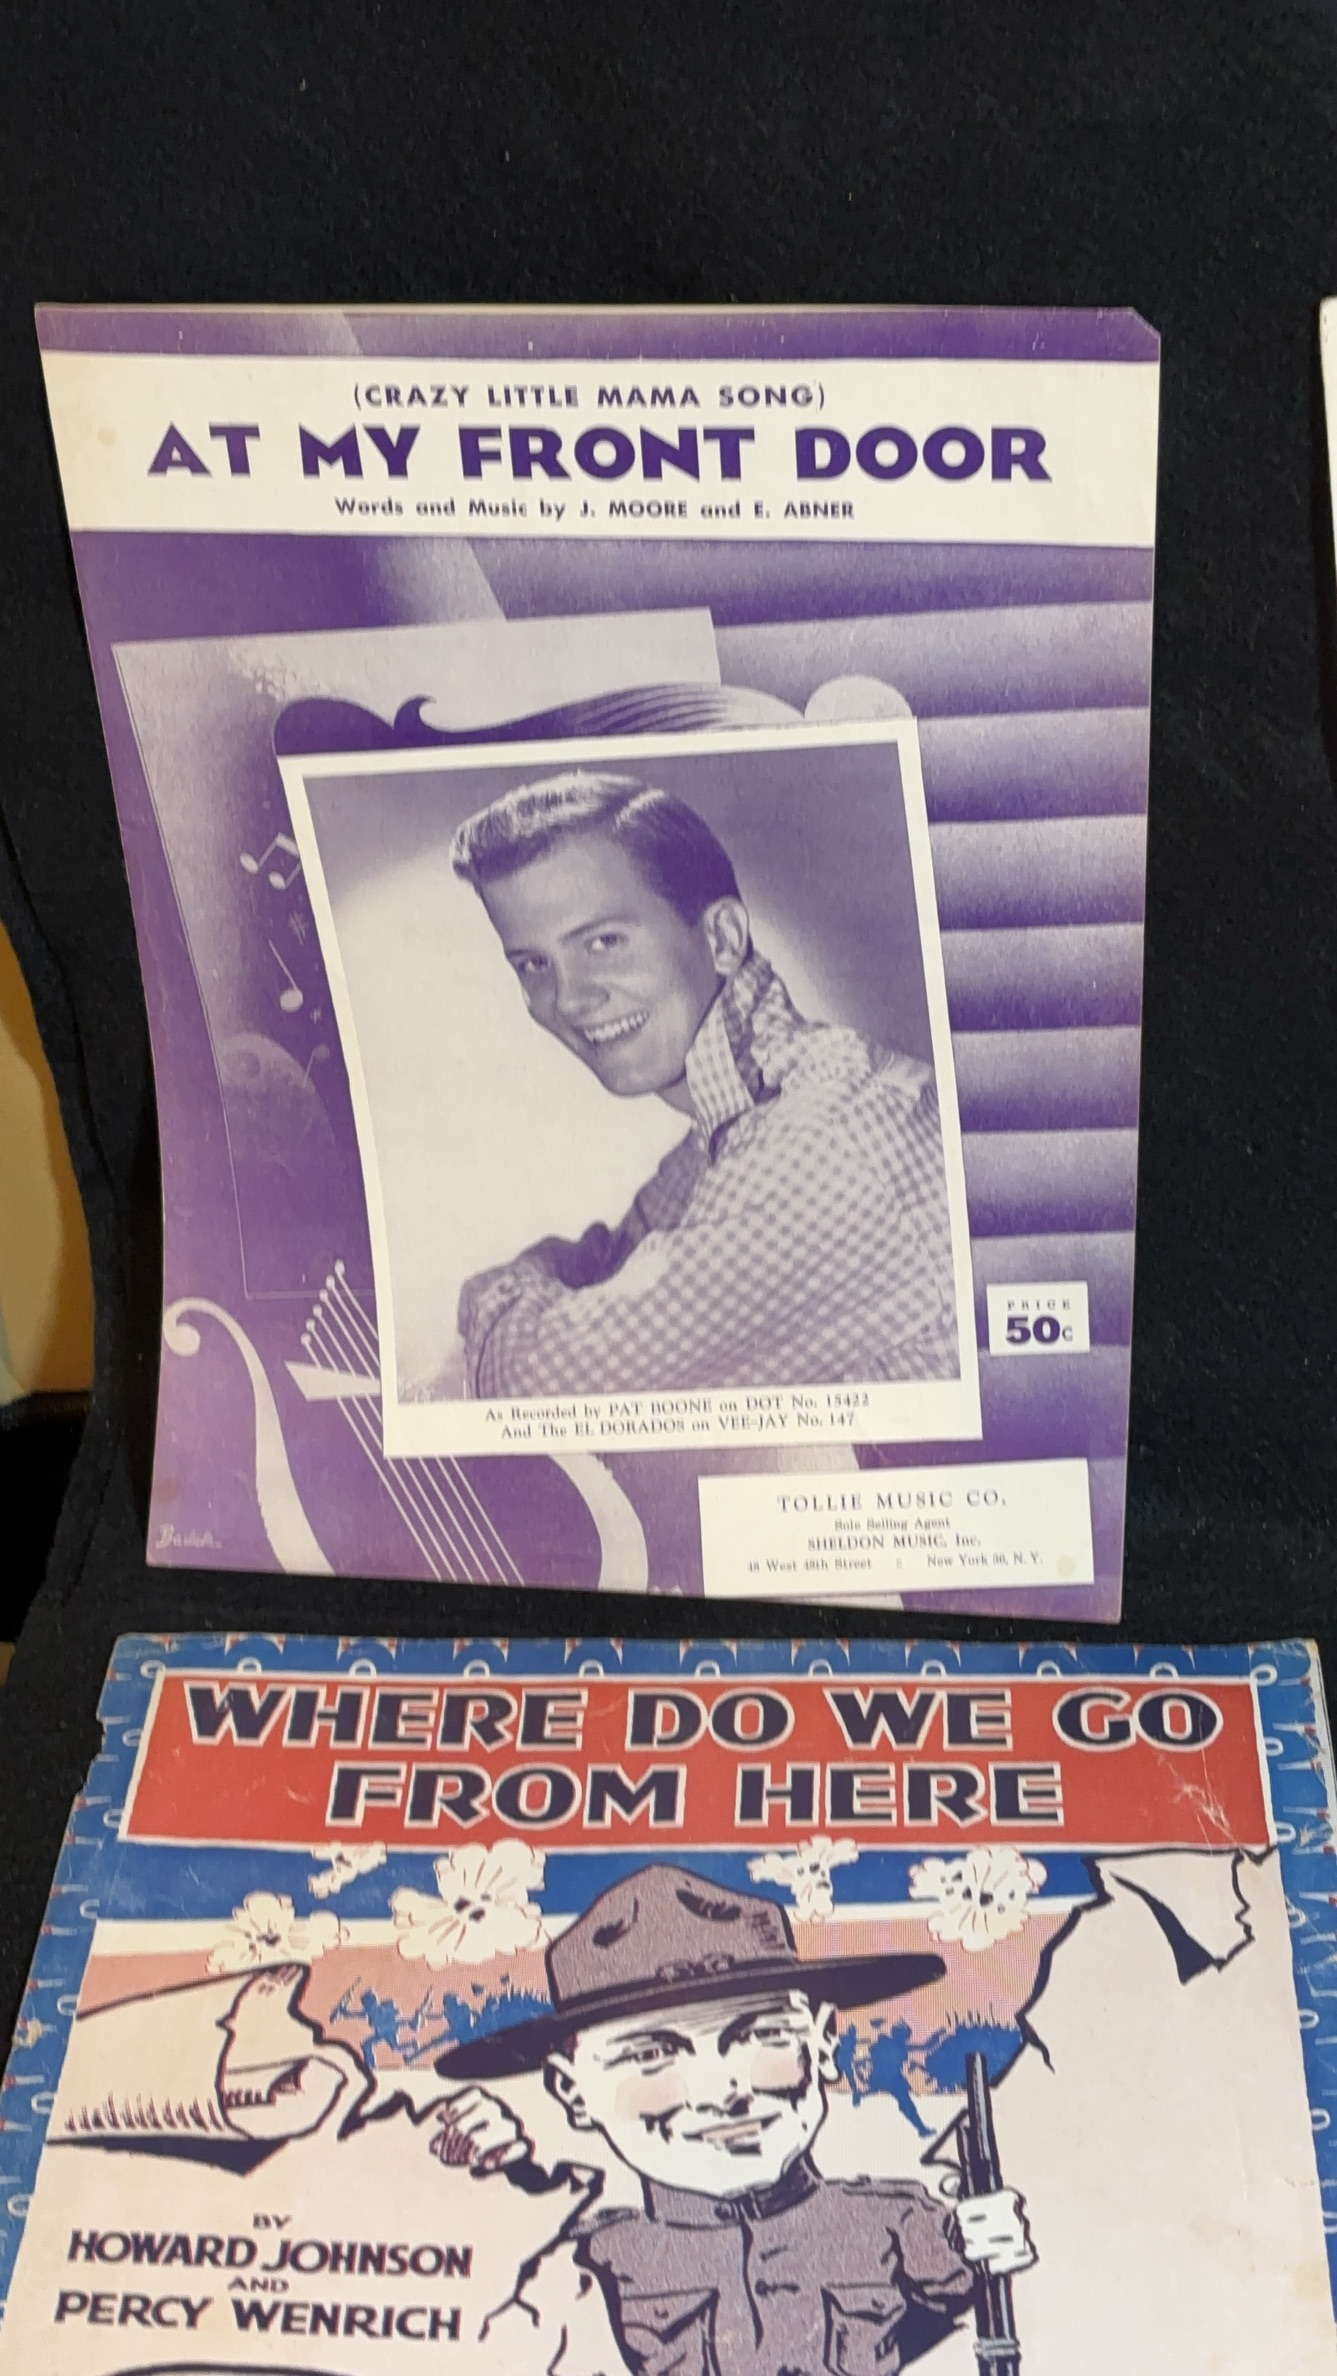 (CRAZY LITTLE MAMA SONG)
AT MY FRONT DOOR
Words and Music by J. MOORE and E. ABNER
PRICE
50c
As Recorded by PAT BOONE on DOT No. 15422
And The EL DORADOS on VEE-JAY No. 147
TOLLIE MUSIC CO.
Sole Selling Agent
SHELDON MUSIC, Inc.
West 48th Street New York 36, N. Y.
WHERE DO WE GO
FROM HERE
BY
HOWARD JOHNSON
AND
PERCY WENRICH